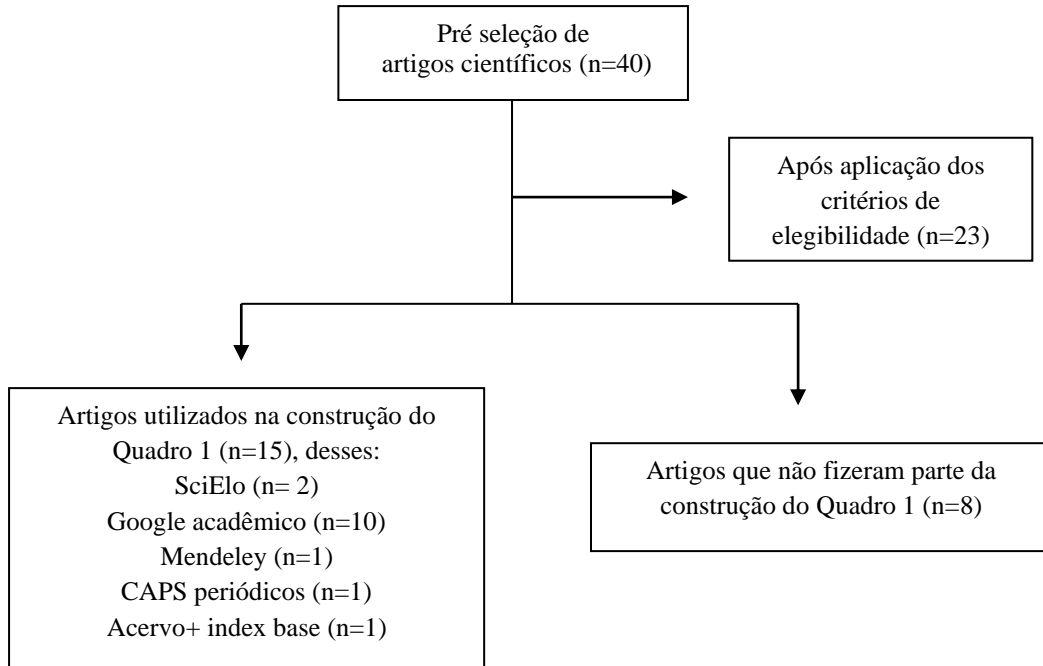 Pré seleção de
artigos científicos (n=40)
Após aplicação dos
critérios de
elegibilidade (n=23)
Artigos utilizados na construção do
Quadro 1 (n=15), desses:
SciElo (n= 2)
Google acadêmico (n=10)
Mendeley (n=1)
CAPS periódicos (n=1)
Acervo+ index base (n=1)
Artigos que não fizeram parte da
construção do Quadro 1 (n=8)